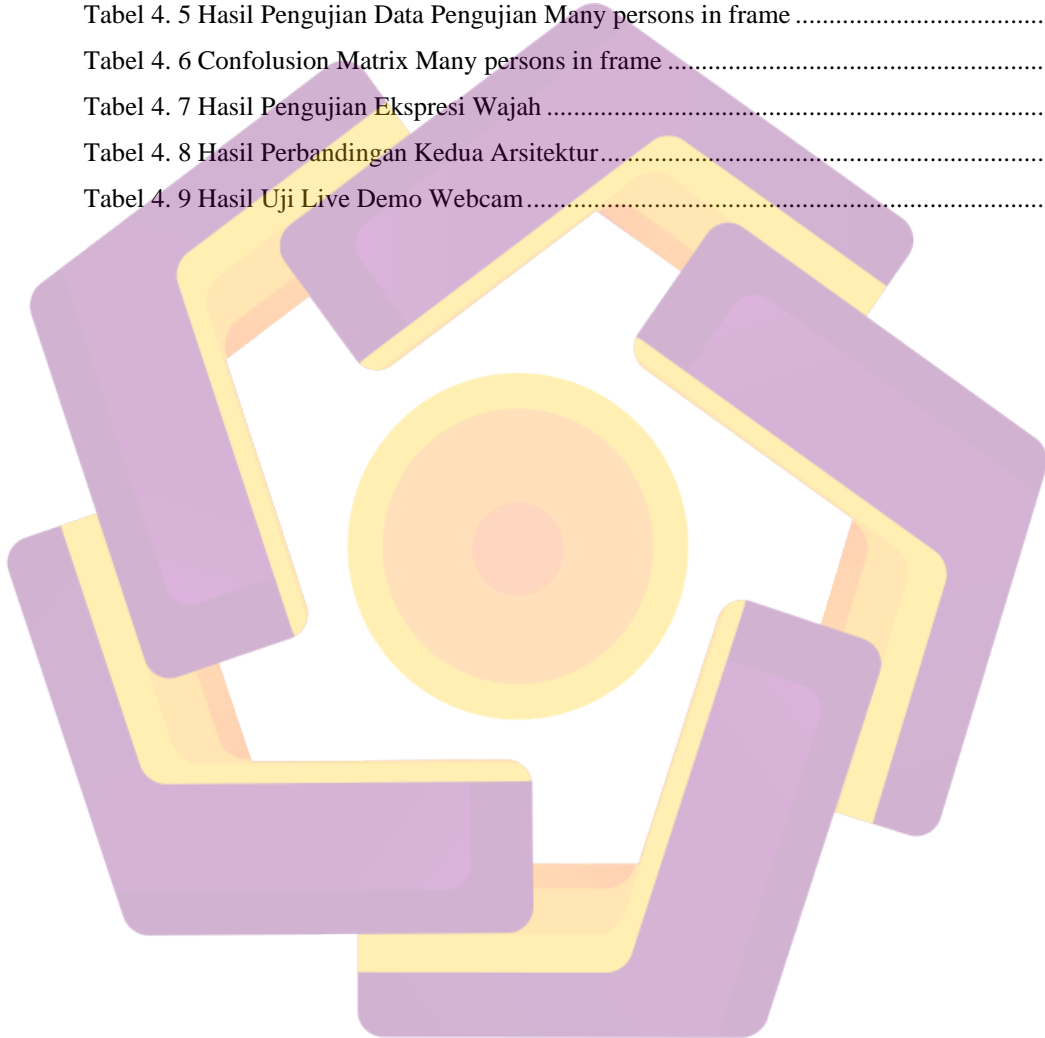 Tabel 4. 5 Hasil Pengujian Data Pengujian Many persons in frame ......................................
Tabel 4. 6 Confolusion Matrix Many persons in frame .........................................................
Tabel 4. 7 Hasil Pengujian Ekspresi Wajah ...........................................................................
Tabel 4. 8 Hasil Perbandingan Kedua Arsitektur...................................................................
Tabel 4. 9 Hasil Uji Live Demo Webcam..............................................................................